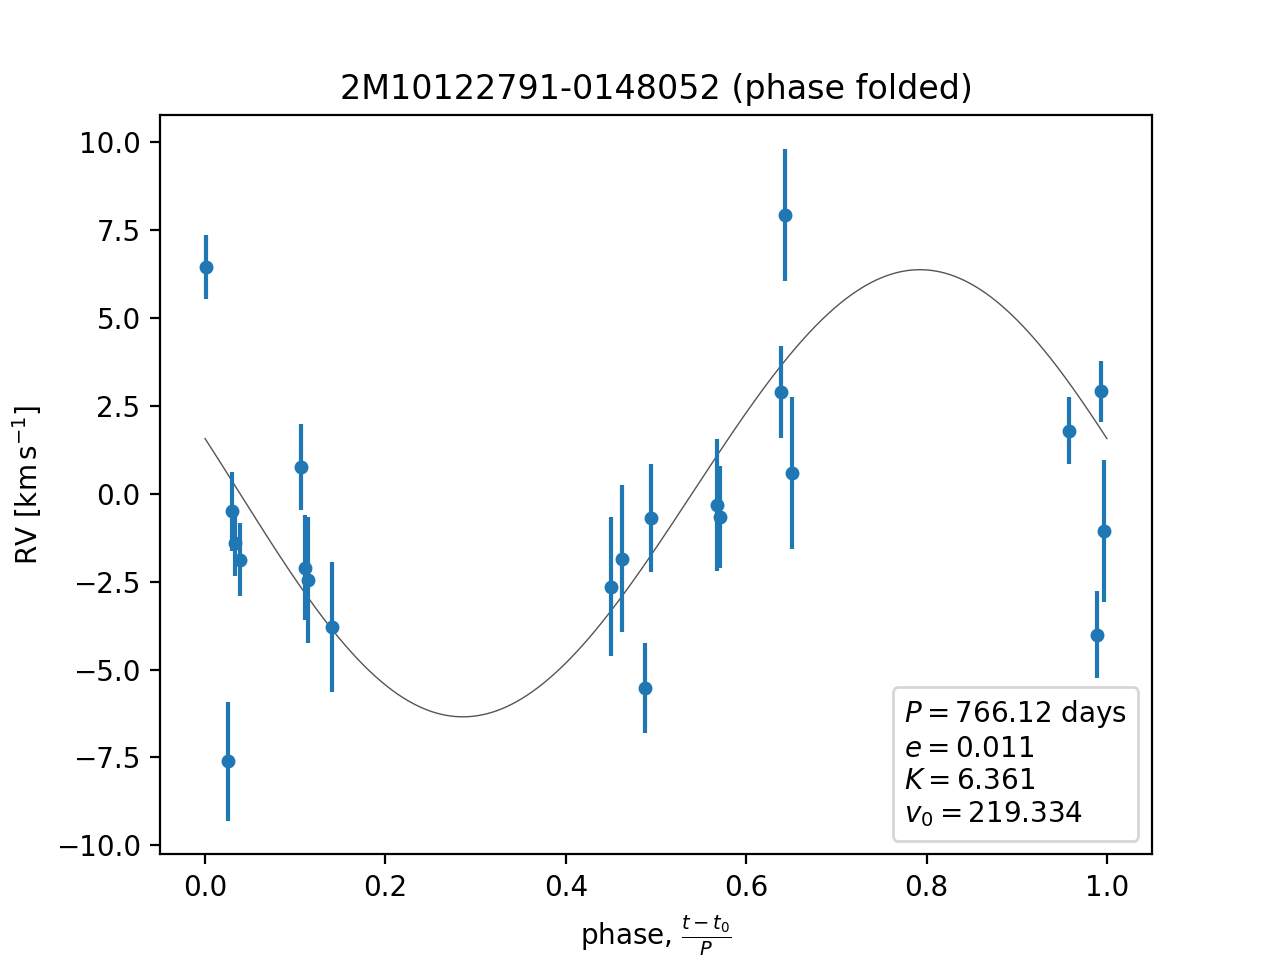 2M10122791-0148052 (phase folded)
RV [km s⁻¹]
10.0
7.5
5.0
2.5
0.0
−2.5
−5.0
−7.5
−10.0
P = 766.12 days
e = 0.011
K = 6.361
v₀ = 219.334
0.0 0.2 0.4 0.6 0.8 1.0
phase, (t − t₀)/P